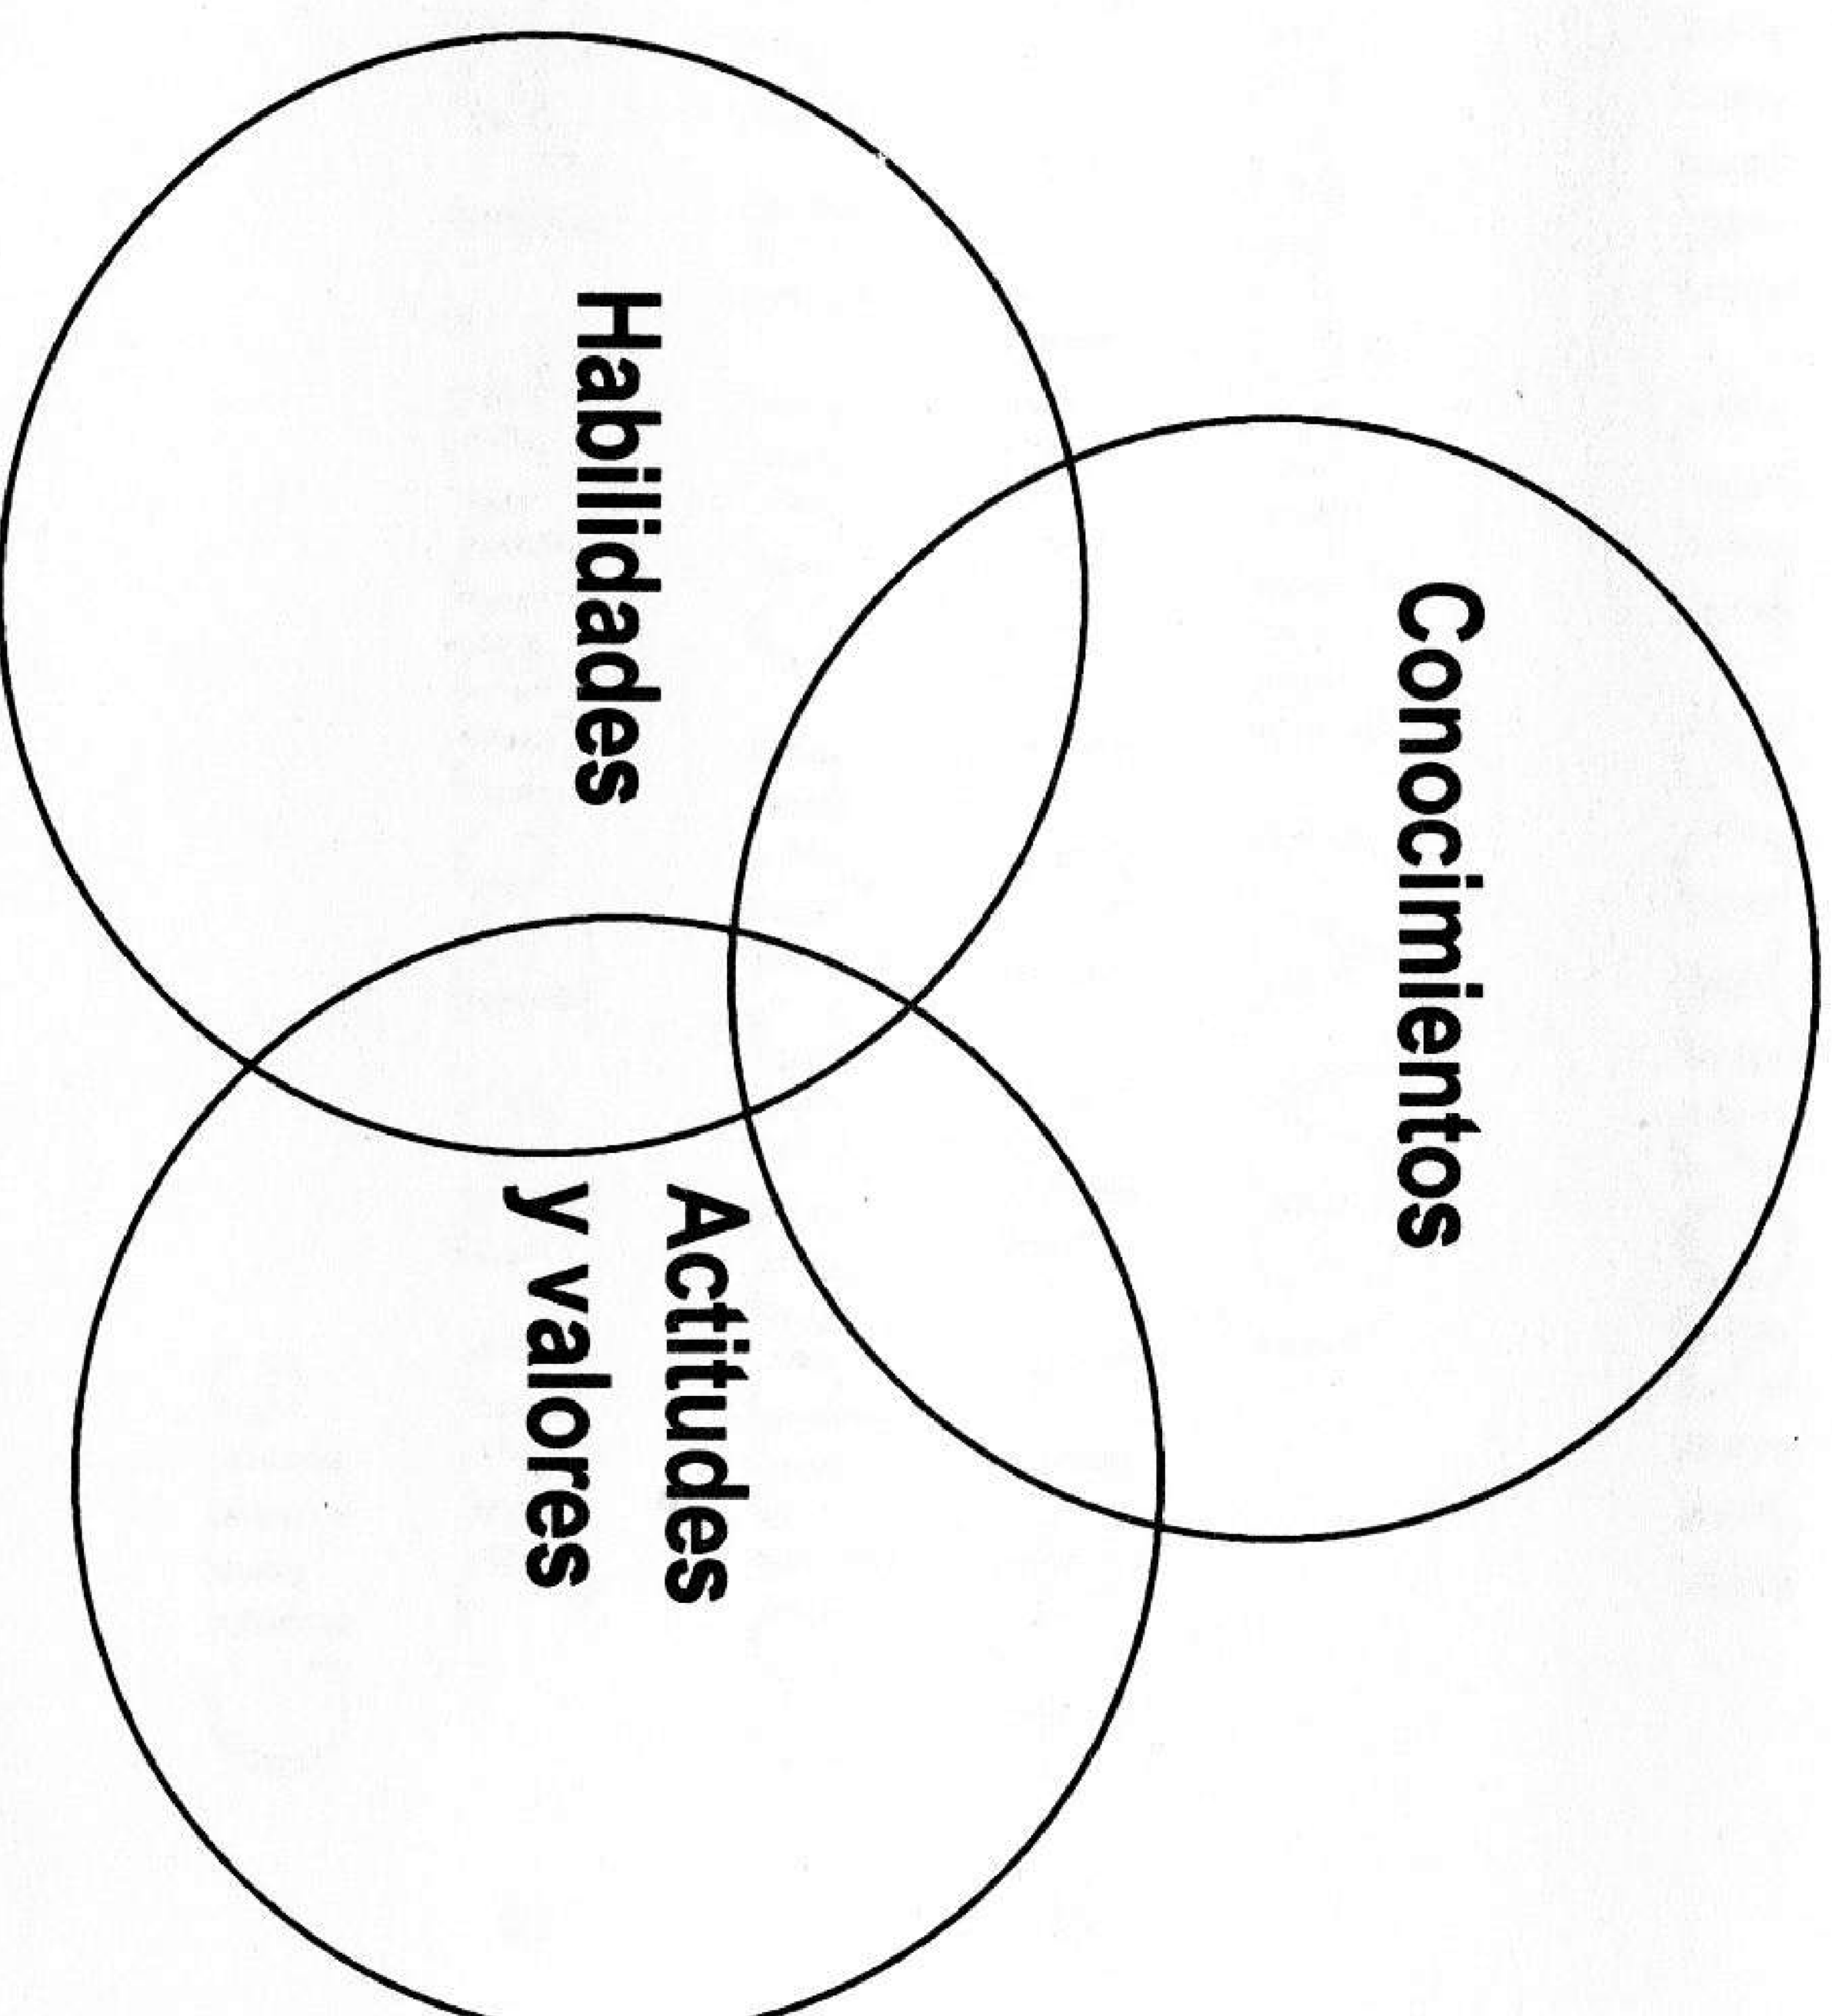 Conocimientos
Habilidades
Actitudes
y valores